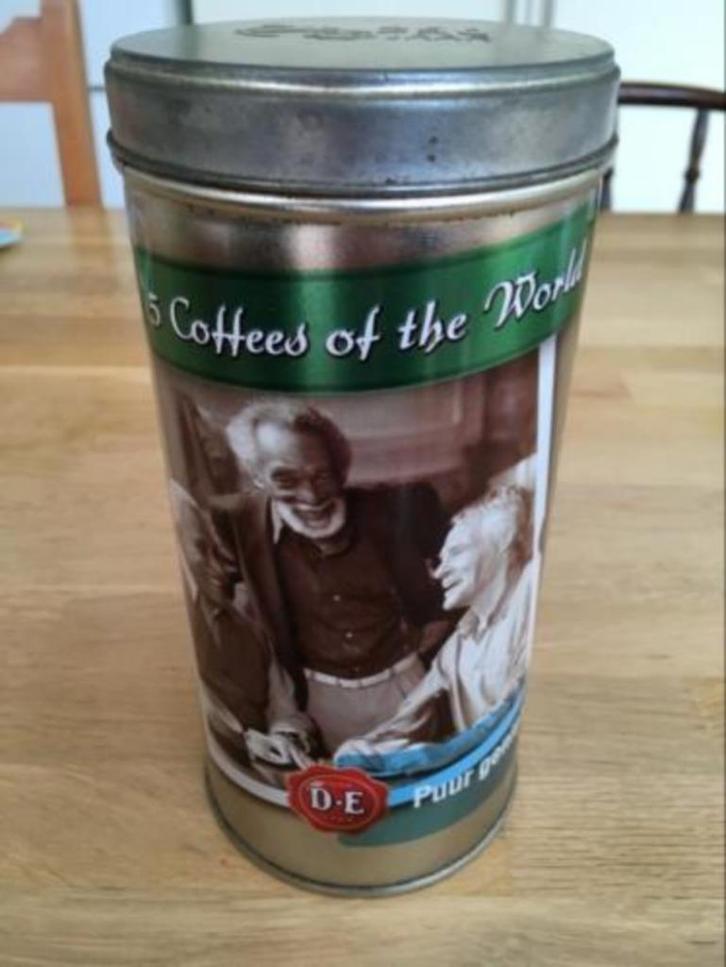 5 Coffees of the World
D·E
Puur